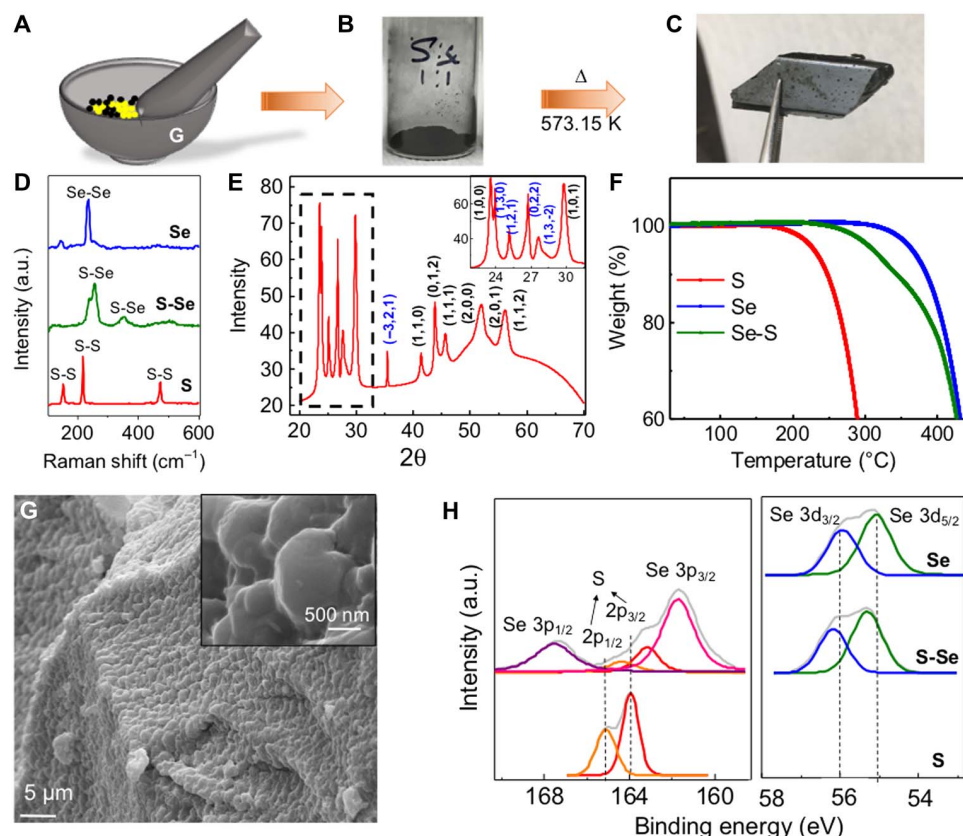 A
B
C
G
S:Se
1:1
Δ
573.15 K
D
Se–Se
Se
S–Se
S–Se
S–Se
S–S
S–S
S–S
S
Intensity (a.u.)
200 400 600
Raman shift (cm⁻¹)
E
80
70
60
50
40
30
20
Intensity
20 30 40 50 60 70
2θ
(−3,2,1)
(1,1,0)
(0,1,2)
(1,1,1)
(2,0,0)
(2,0,1)
(1,1,2)
60
40
24 27 30
(1,0,0)
(1,3,0)
(1,2,1)
(0,2,2)
(1,3,-2)
(1,0,1)
F
100
80
60
Weight (%)
S
Se
Se-S
100 200 300 400
Temperature (°C)
G
500 nm
5 µm
H
Intensity (a.u.)
Se 3p1/2
S
2p3/2
2p1/2
Se 3p3/2
168 164 160
Se 3d3/2 Se 3d5/2
Se
S-Se
S
58 56 54
Binding energy (eV)